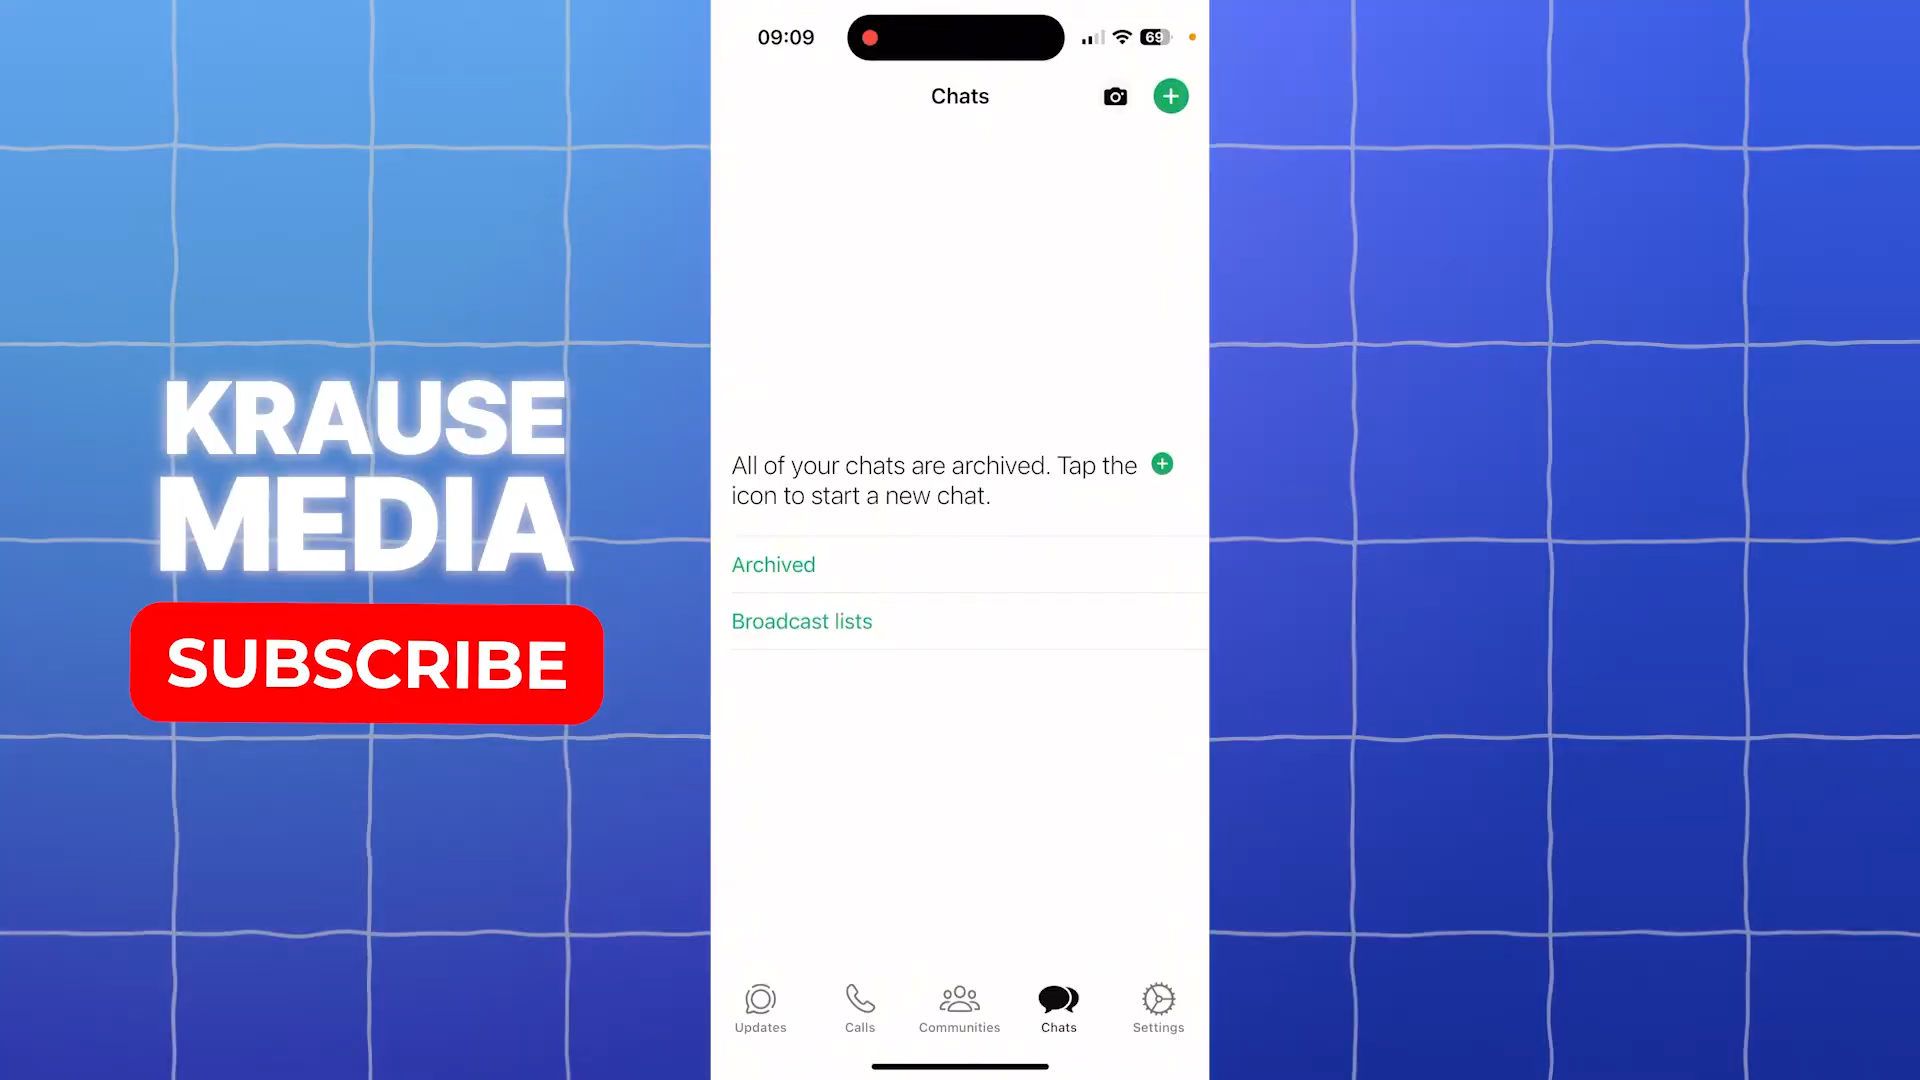 09:09
69
Chats
KRAUSE
MEDIA
SUBSCRIBE
All of your chats are archived. Tap the
icon to start a new chat.
Archived
Broadcast lists
Updates
Calls
Communities
Chats
Settings